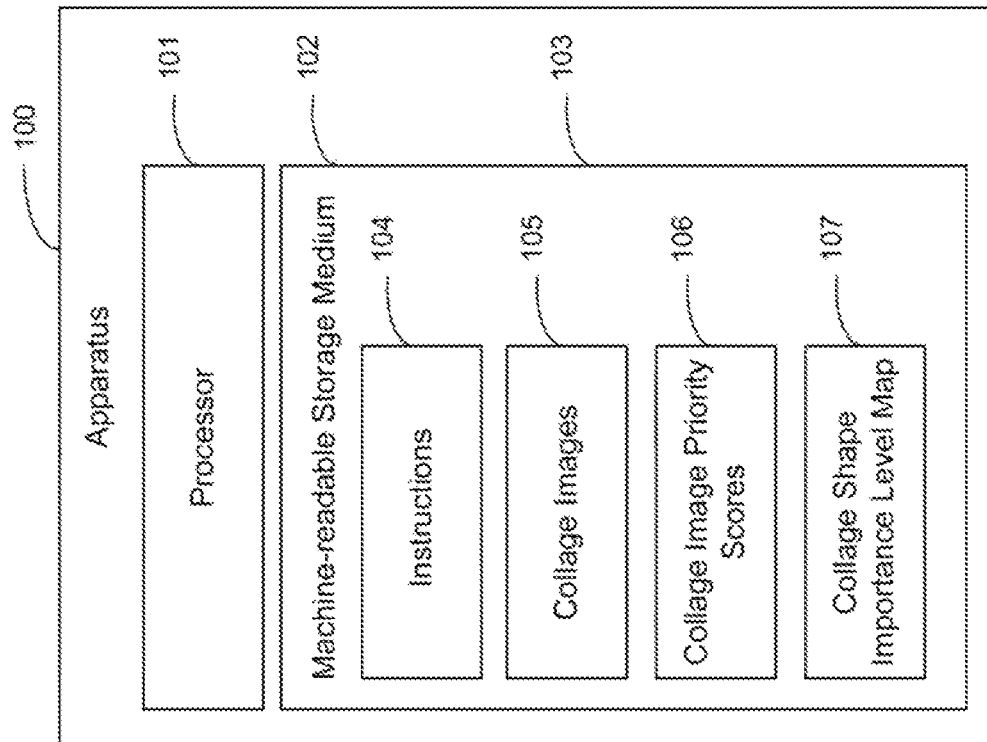 100
Apparatus
101
Processor
102
103
Machine-readable Storage Medium
104
Instructions
105
Collage Images
106
Collage Image Priority
Scores
107
Collage Shape
Importance Level Map